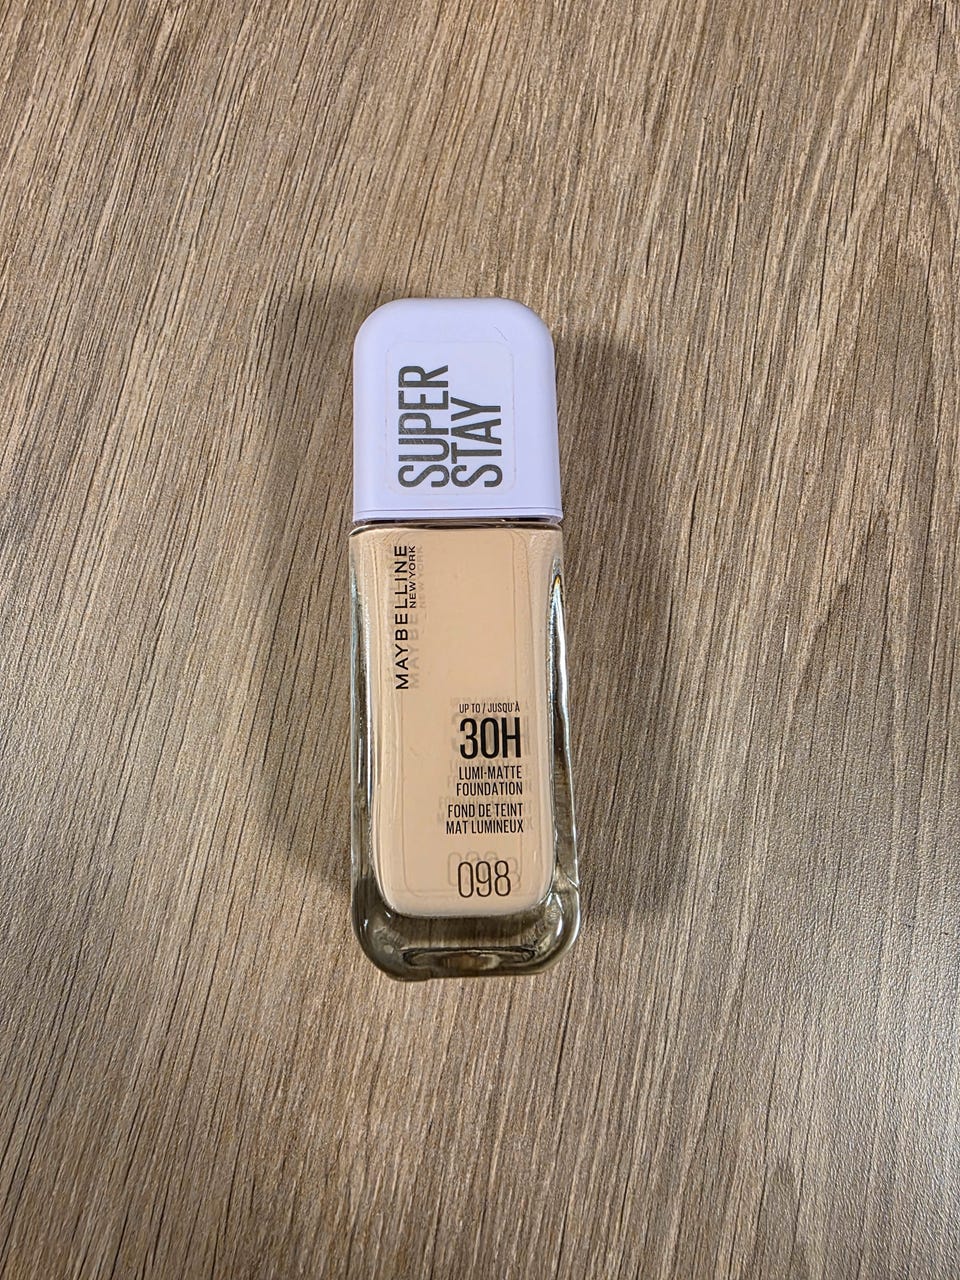 SUPER
STAY
MAYBELLINE
NEW YORK
UP TO / JUSQU'À
30H
LUMI-MATTE
FOUNDATION
FOND DE TEINT
MAT LUMINEUX
098